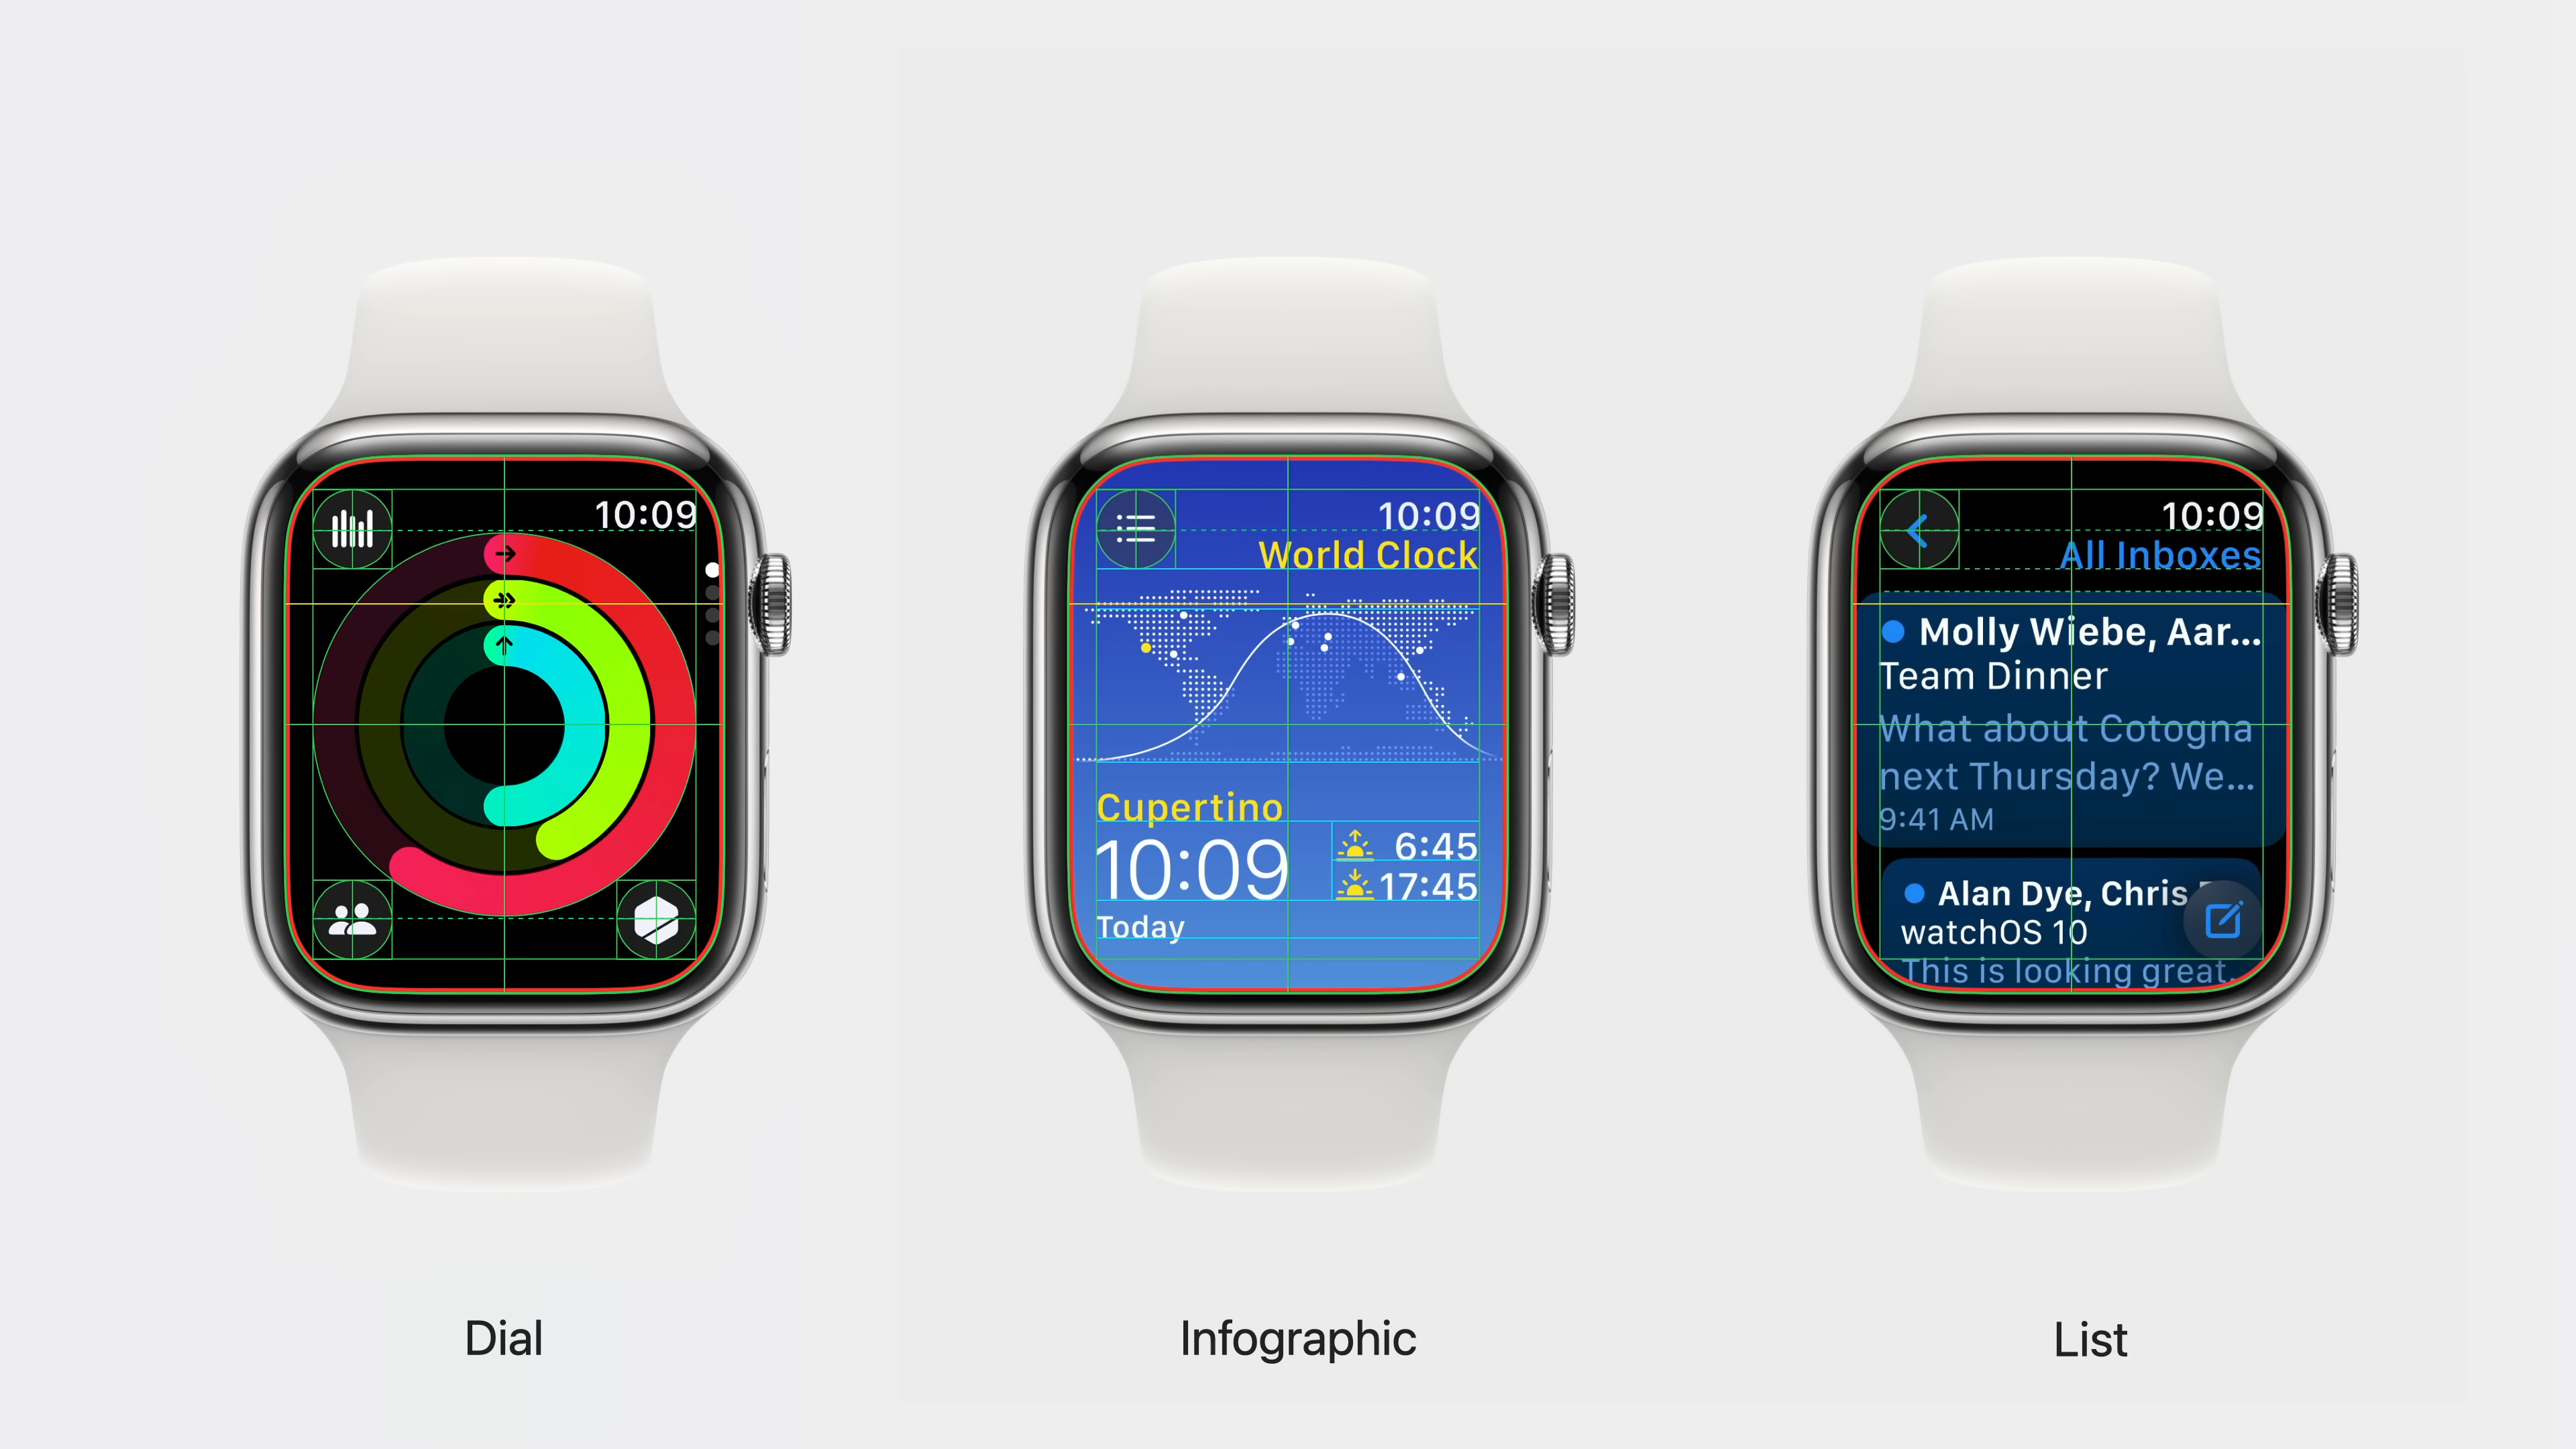 10:09
10:09
World Clock
Cupertino
10:09
6:45
17:45
Today
10:09
All Inboxes
Molly Wiebe, Aar...
Team Dinner
What about Cotogna
next Thursday? We...
9:41 AM
Alan Dye, Chris
watchOS 10
This is looking great.
Dial
Infographic
List